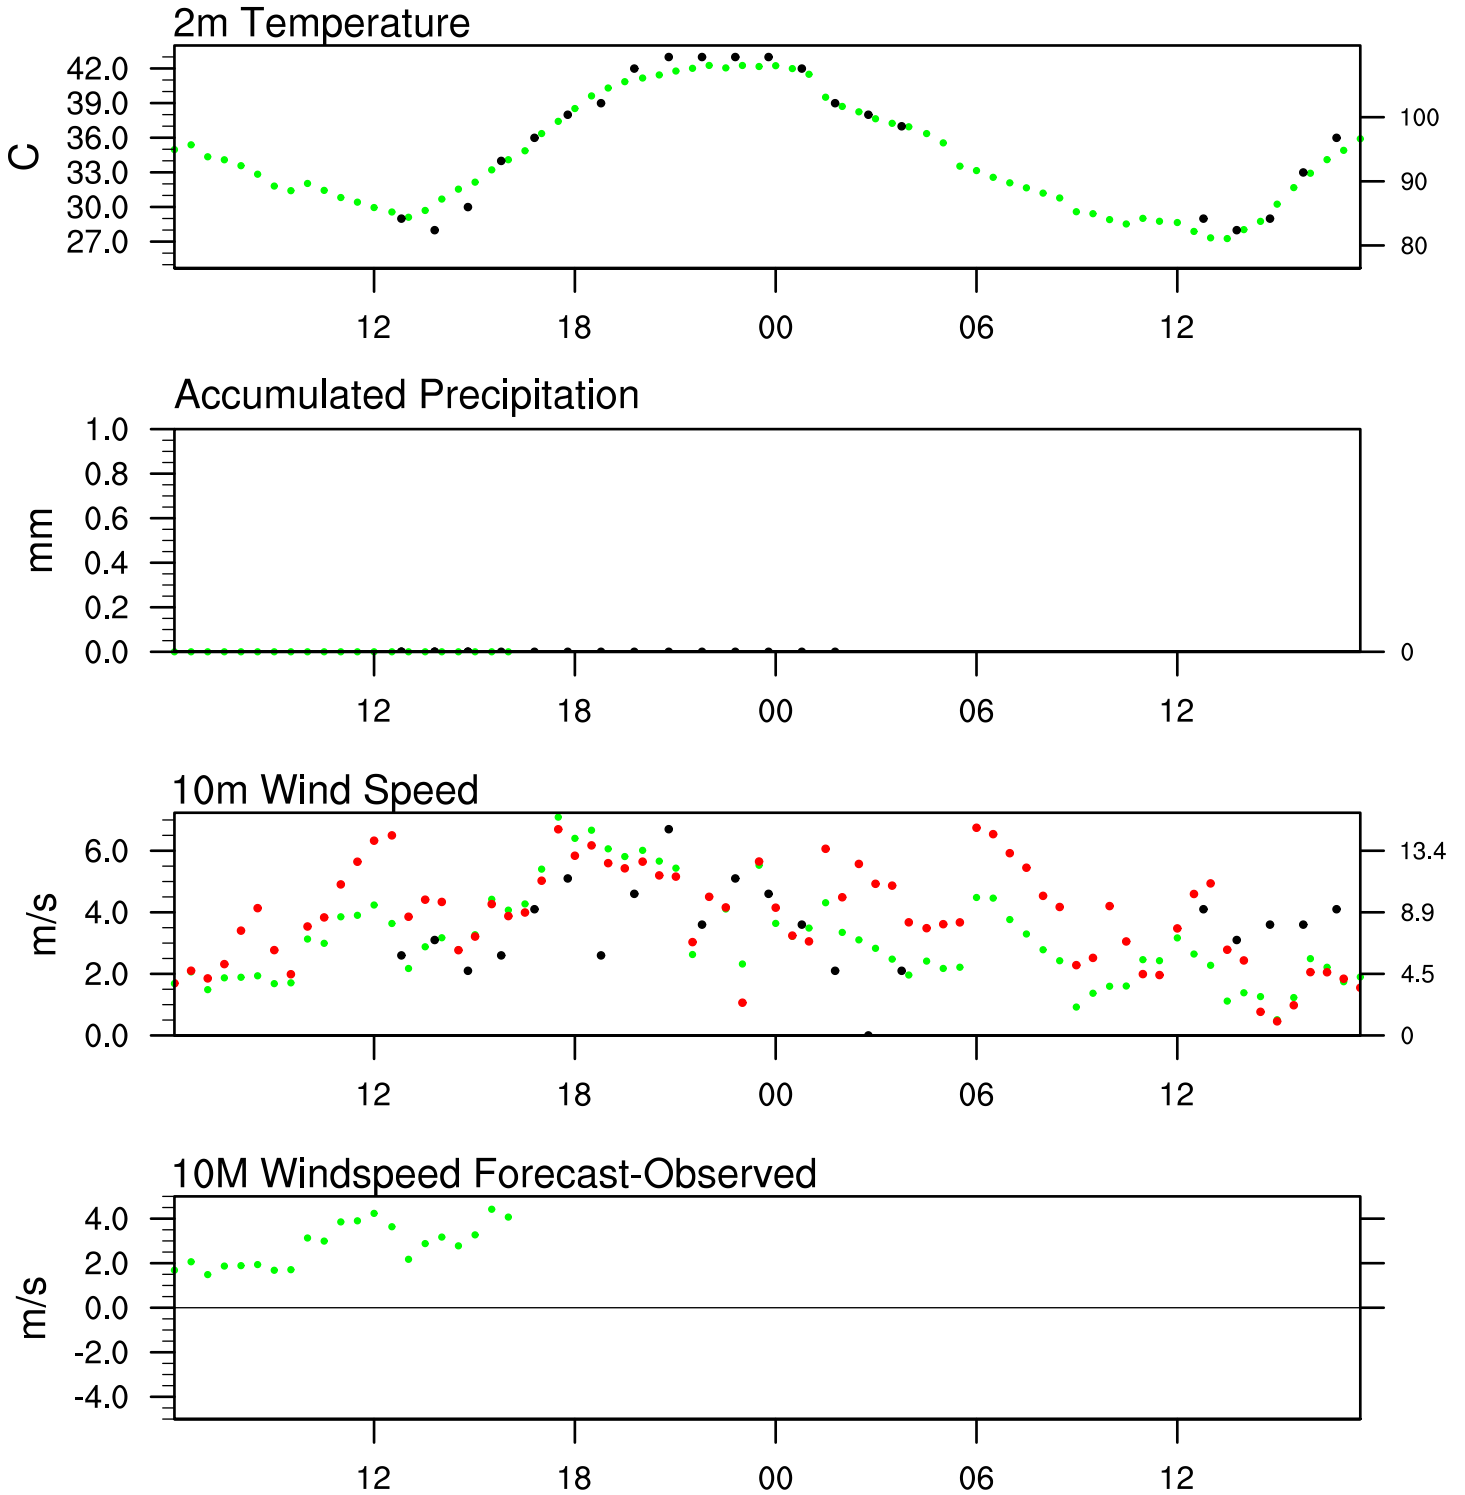 2m Temperature
42.0
39.0
36.0
33.0
30.0
27.0
C
100
90
80
12 18 00 06 12
Accumulated Precipitation
1.0
0.8
0.6
0.4
0.2
0.0
mm
0
12 18 00 06 12
10m Wind Speed
6.0
4.0
2.0
0.0
m/s
13.4
8.9
4.5
0
12 18 00 06 12
10M Windspeed Forecast-Observed
4.0
2.0
0.0
-2.0
-4.0
m/s
12 18 00 06 12